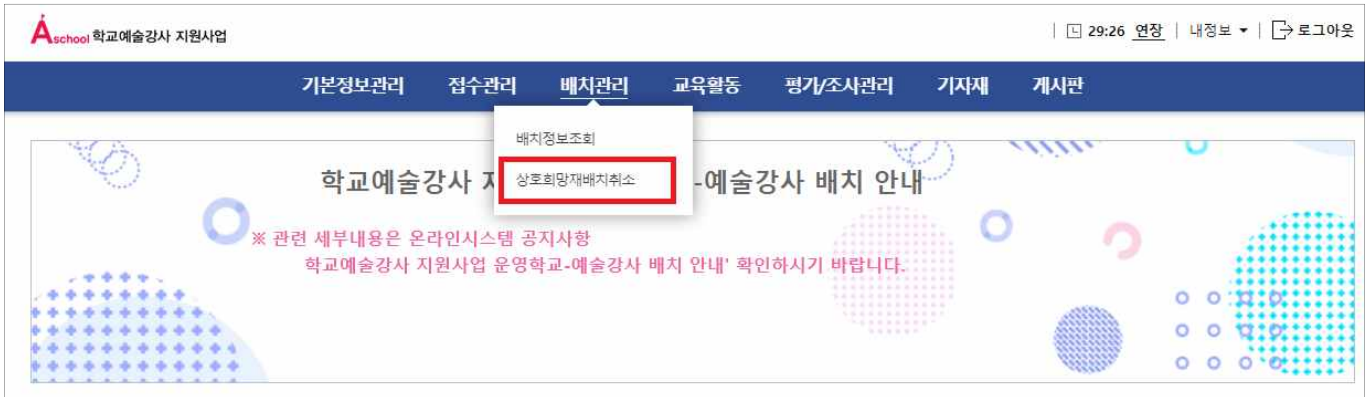 Aschool 학교예술강사 지원사업
29:26 연장 내정보 ▼ 로그아웃
기본정보관리 접수관리 배치관리 교육활동 평가/조사관리 기자재 게시판
배치정보조회
상호희망재배치취소
학교예술강사 -예술강사 배치 안내
※ 관련 세부내용은 온라인시스템 공지사항
학교예술강사 지원사업 운영학교-예술강사 배치 안내' 확인하시기 바랍니다.